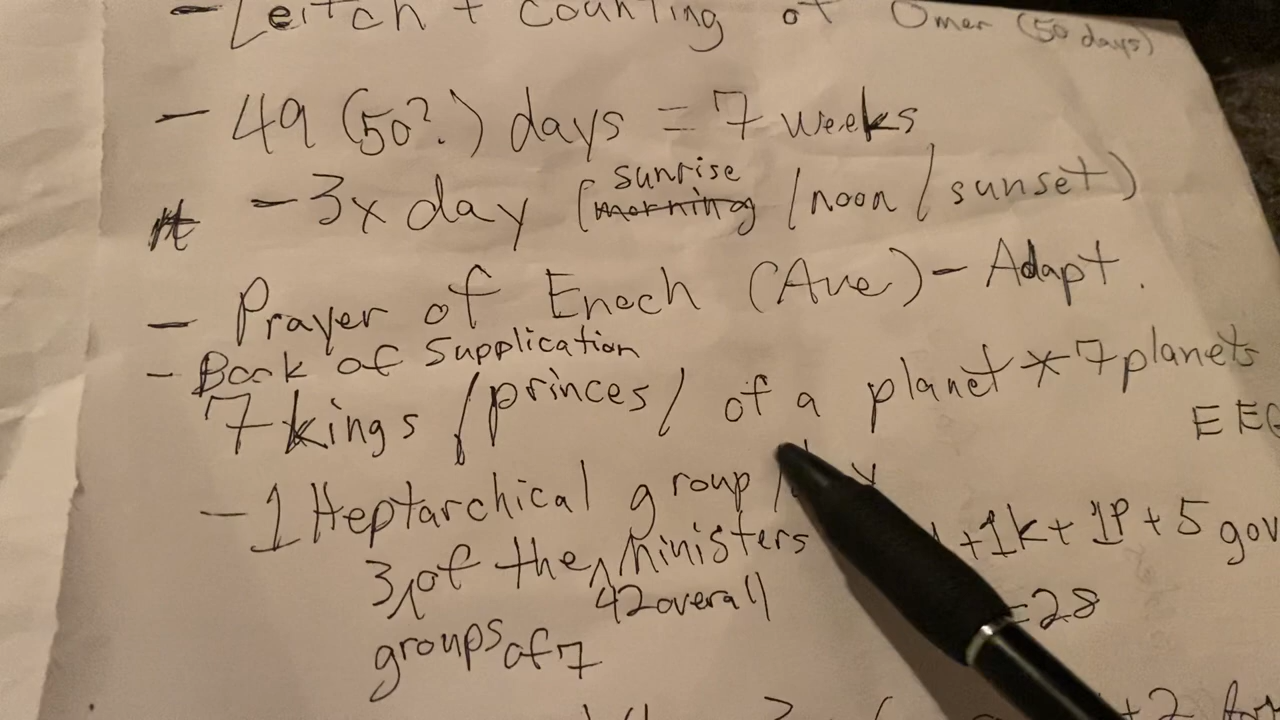 - Leitch + Counting of Omer (50 days)
- 49 (50?) days = 7 weeks
- 3x day (morning sunrise / noon / sunset)
- Prayer of Enoch (Ave) - Adapt.
- Book of Supplication
7 kings / princes / of a planet * 7 planets
- 1 Heptarchical group /
3 of the Ministers +1k + 1P + 5 gov
42 overall =28
groups of 7